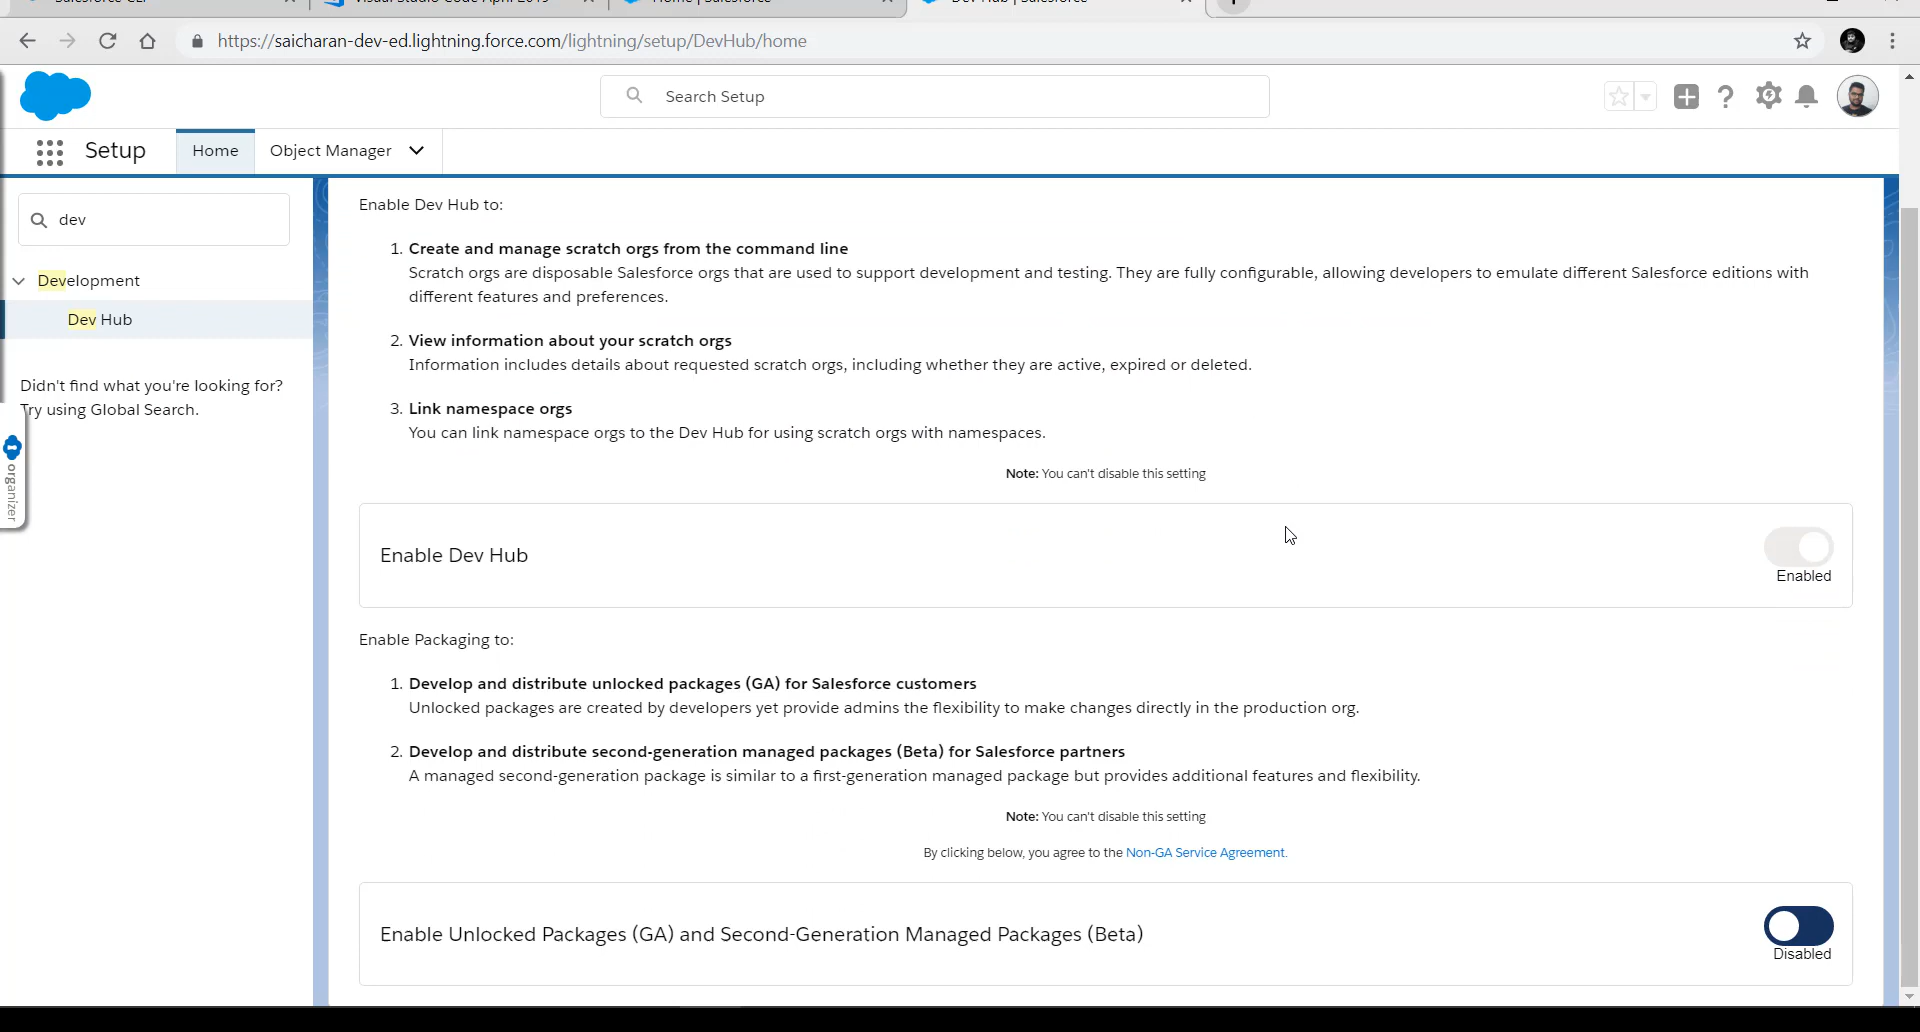 https://saicharan-dev-ed.lightning.force.com/lightning/setup/DevHub/home
Search Setup
Setup
Home
Object Manager
dev
Development
Dev Hub
Didn't find what you're looking for?
Try using Global Search.
organizer
Enable Dev Hub to:
1. Create and manage scratch orgs from the command line
Scratch orgs are disposable Salesforce orgs that are used to support development and testing. They are fully configurable, allowing developers to emulate different Salesforce editions with
different features and preferences.
2. View information about your scratch orgs
Information includes details about requested scratch orgs, including whether they are active, expired or deleted.
3. Link namespace orgs
You can link namespace orgs to the Dev Hub for using scratch orgs with namespaces.
Note: You can't disable this setting
Enable Dev Hub
Enabled
Enable Packaging to:
1. Develop and distribute unlocked packages (GA) for Salesforce customers
Unlocked packages are created by developers yet provide admins the flexibility to make changes directly in the production org.
2. Develop and distribute second-generation managed packages (Beta) for Salesforce partners
A managed second-generation package is similar to a first-generation managed package but provides additional features and flexibility.
Note: You can't disable this setting
By clicking below, you agree to the Non-GA Service Agreement.
Enable Unlocked Packages (GA) and Second-Generation Managed Packages (Beta)
Disabled